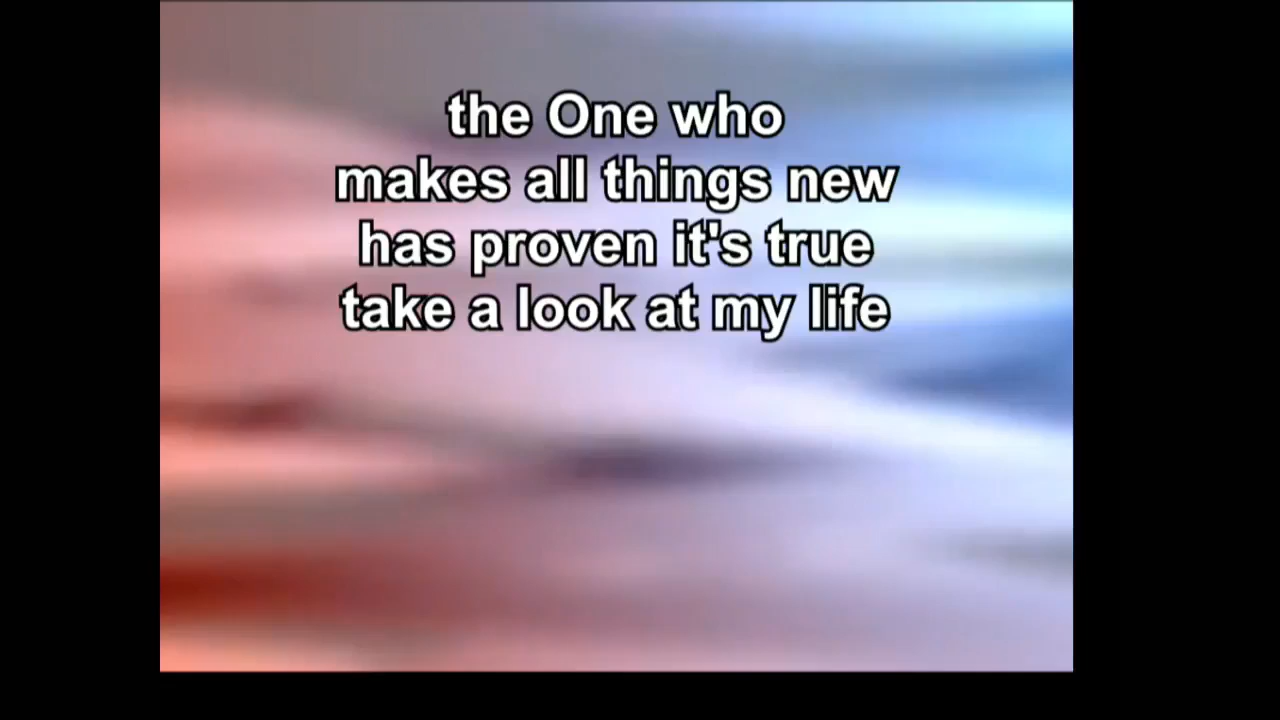 the One who
makes all things new
has proven it's true
take a look at my life